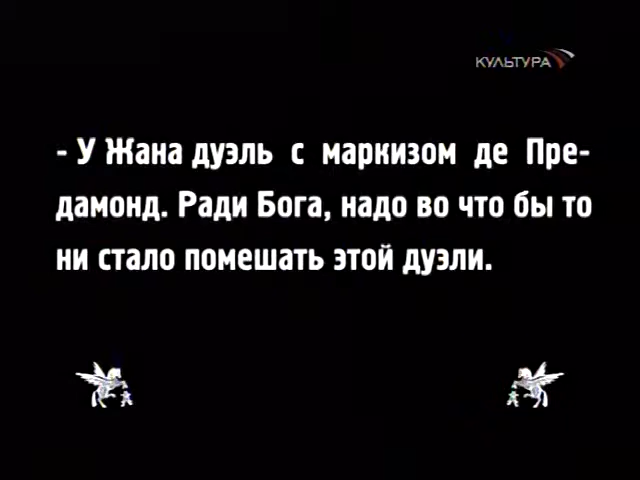 КУЛЬТУРА
- У Жана дуэль с маркизом де Пре-
дамонд. Ради Бога, надо во что бы то
ни стало помешать этой дуэли.